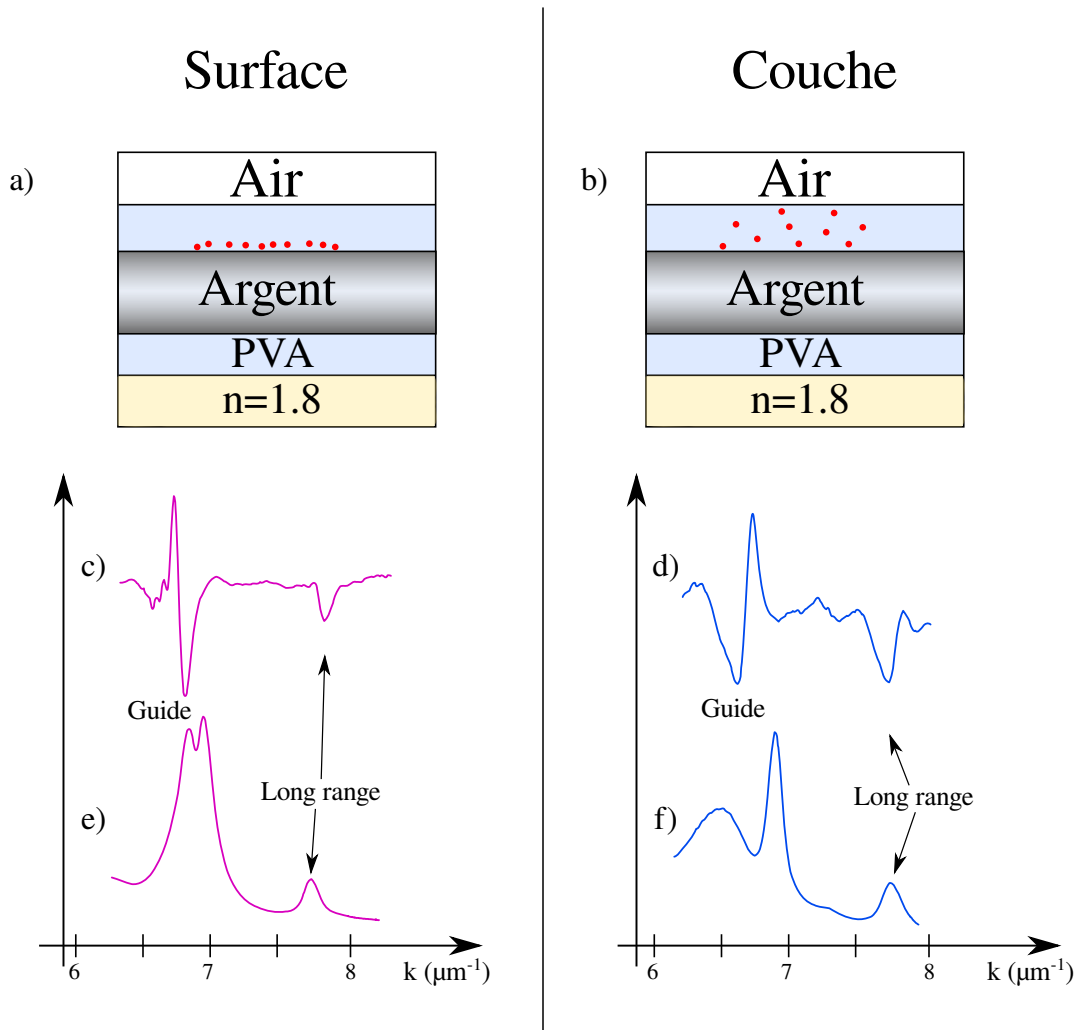 Surface
Couche
a)
Air
Argent
PVA
n=1.8
b)
Air
Argent
PVA
n=1.8
c)
Guide
Long range
e)
6
7
8
k (μm⁻¹)
d)
Guide
Long range
f)
6
7
8
k (μm⁻¹)